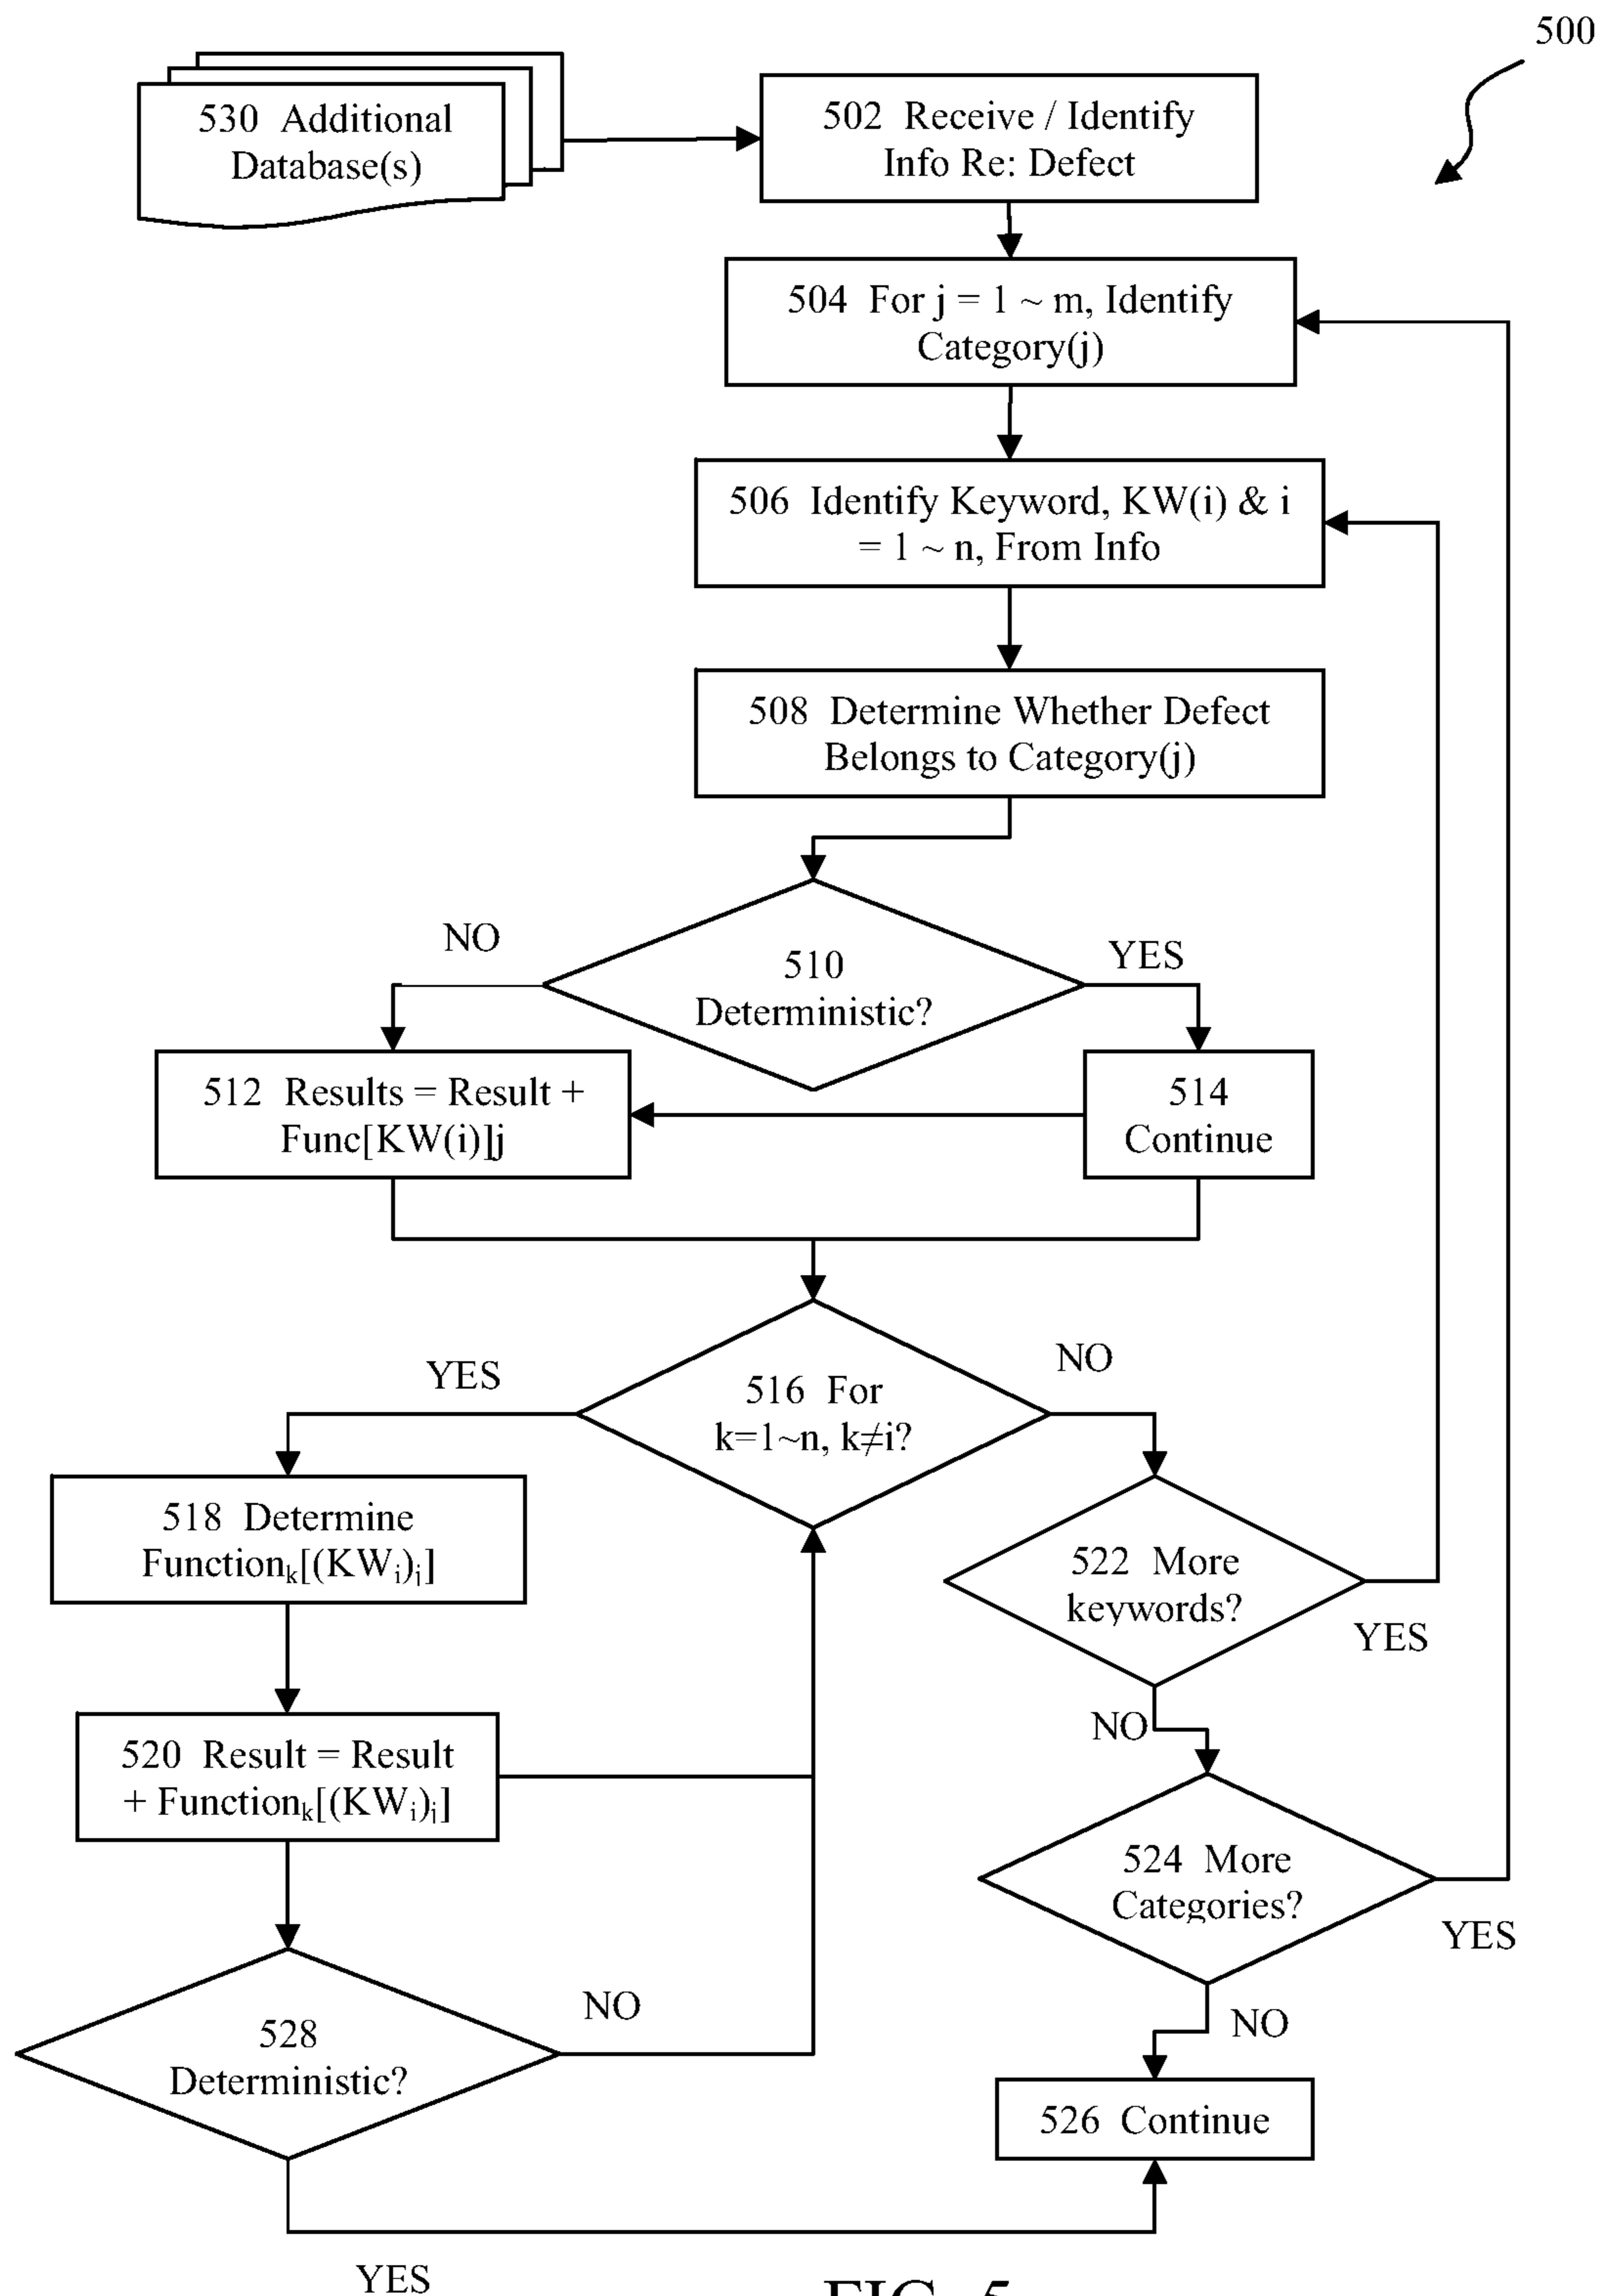 500
530 Additional
Database(s)
502 Receive / Identify
Info Re: Defect
504 For j = 1 ~ m, Identify
Category(j)
506 Identify Keyword, KW(i) & i
= 1 ~ n, From Info
508 Determine Whether Defect
Belongs to Category(j)
NO
510
Deterministic?
YES
512 Results = Result +
Func[KW(i)]j
514
Continue
YES
516 For
k=1~n, k≠i?
NO
518 Determine
Functionₖ[(KWᵢ)ⱼ]
522 More
keywords?
YES
NO
520 Result = Result
+ Functionₖ[(KWᵢ)ⱼ]
524 More
Categories?
YES
NO
528
Deterministic?
NO
526 Continue
YES
FIG. 5